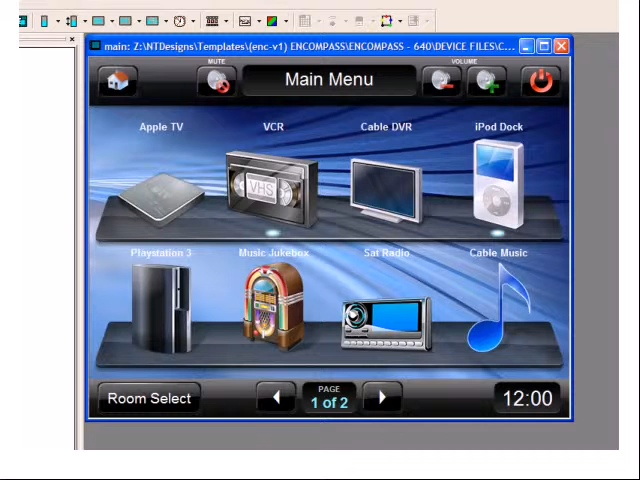 main: Z:\NTDesigns\Templates\(enc-v1) ENCOMPASS\ENCOMPASS - 640\DEVICE FILES\C...
MUTE
Main Menu
VOLUME
Apple TV
VCR
Cable DVR
iPod Dock
VHS
Playstation 3
Music Jukebox
Sat Radio
Cable Music
Room Select
PAGE
1 of 2
12:00